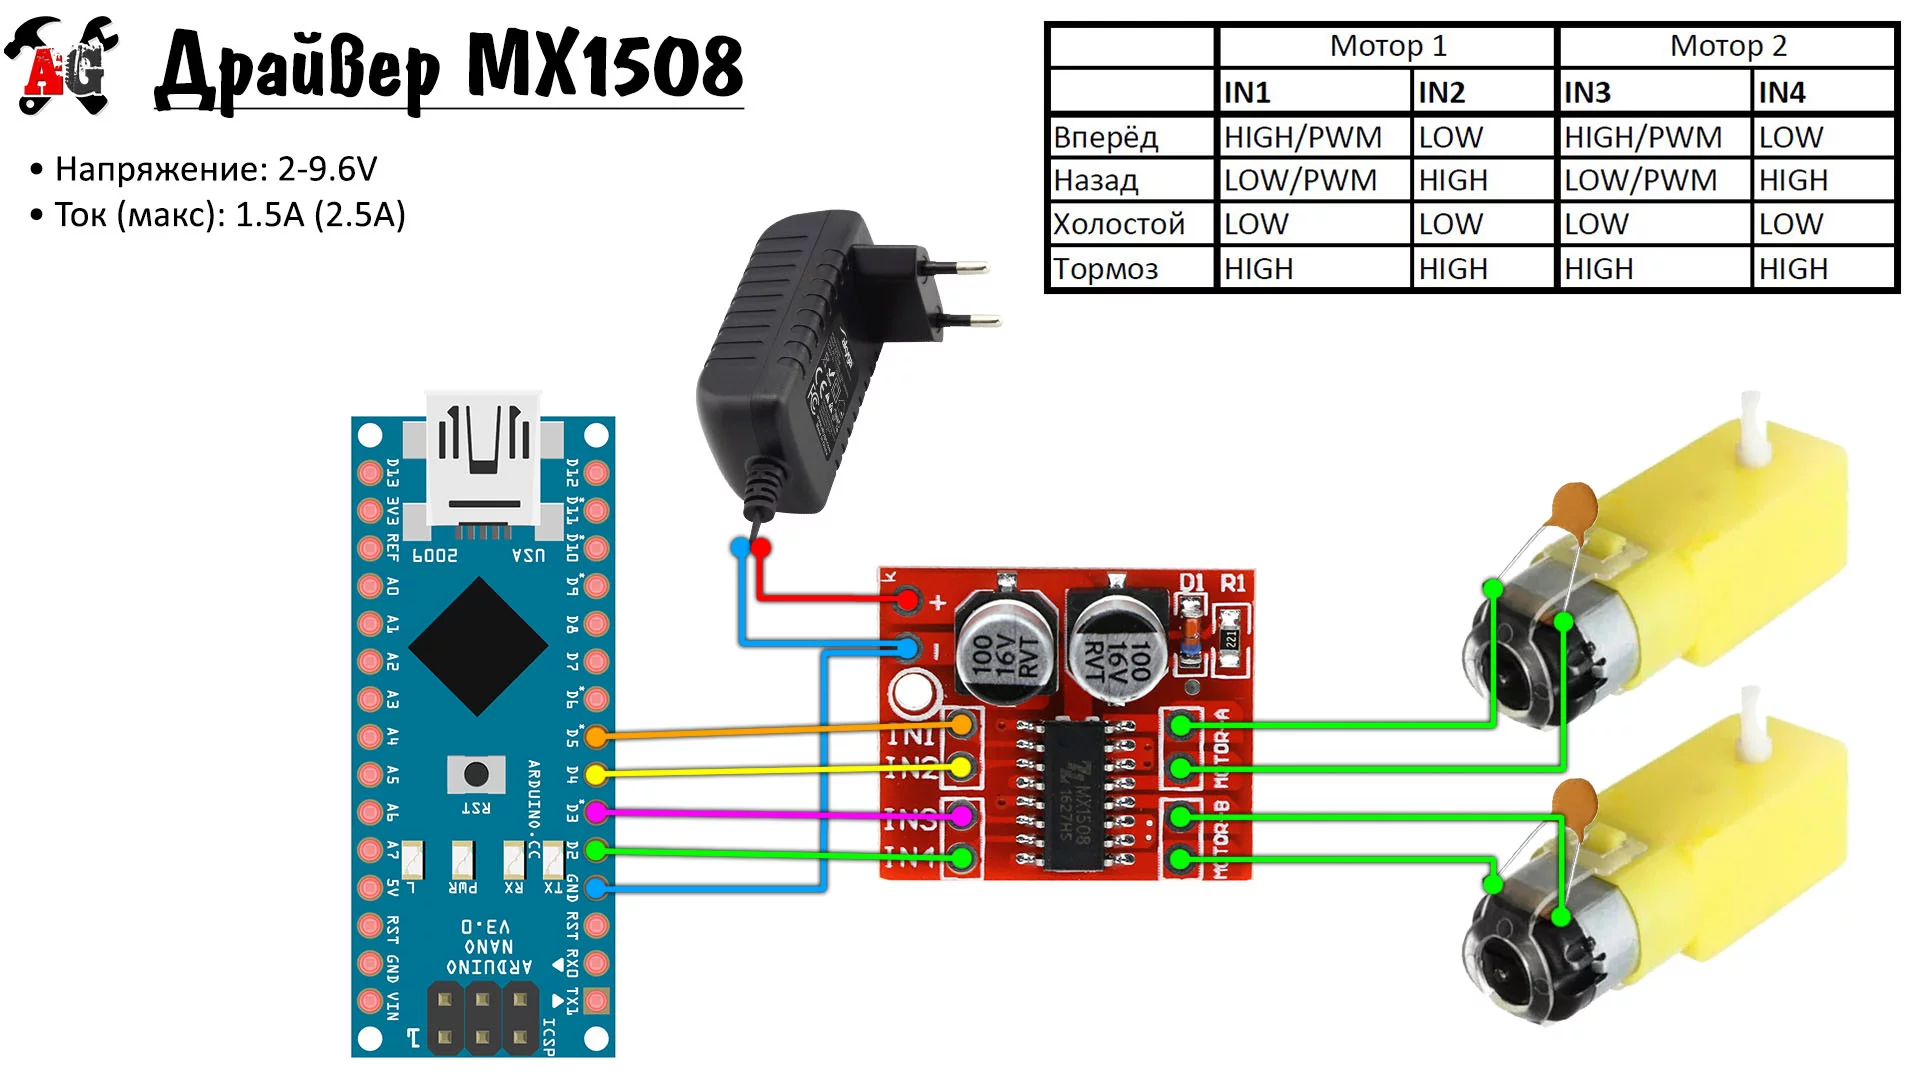 AG Драйвер MX1508
• Напряжение: 2-9.6V
• Ток (макс): 1.5А (2.5А)
Мотор 1 Мотор 2
IN1 IN2 IN3 IN4
Вперёд HIGH/PWM LOW HIGH/PWM LOW
Назад LOW/PWM HIGH LOW/PWM HIGH
Холостой LOW LOW LOW LOW
Тормоз HIGH HIGH HIGH HIGH
D13
3V3
REF
A0
A1
A2
A3
A4
A5
A6
A7
5V
RST
GND
VIN
D12
D11*
D10*
D9*
D8
D7
D6*
D5*
D4
D3*
D2
GND
RST
RX0
TX1
2009 USA
RST
ARDUINO.CC
L PWR RX TX
ARDUINO
NANO
V3.0
1
ICSP
K
+
−
100
16V
RVT
100
16V
RVT
D1 R1
221
IN1
IN2
IN3
IN4
MX1508
1627H5
MOTOR-A
MOTOR-B